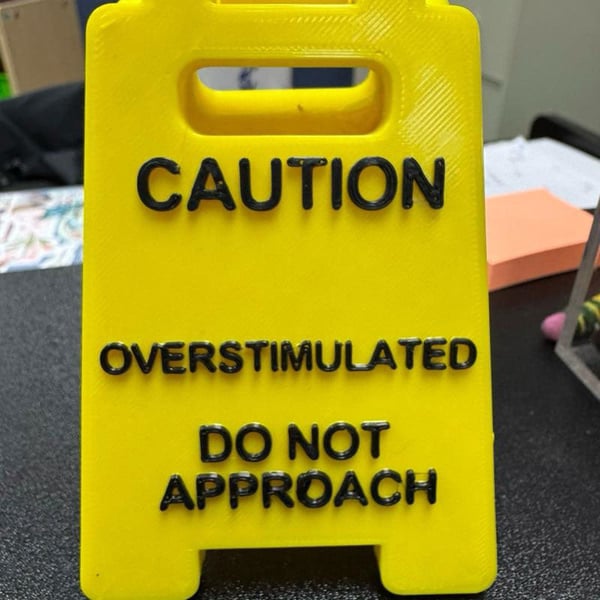 CAUTION
OVERSTIMULATED
DO NOT
APPROACH